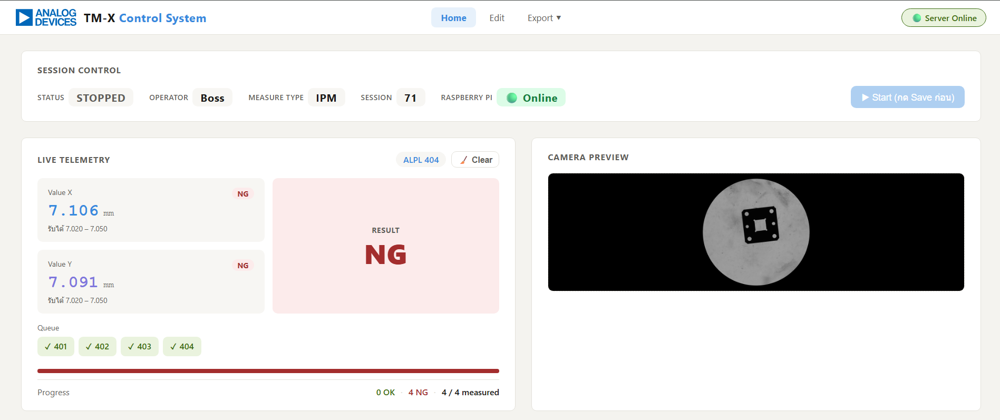 ANALOG
DEVICES
TM-X Control System
Home
Edit
Export ▼
Server Online
SESSION CONTROL
STATUS STOPPED
OPERATOR Boss
MEASURE TYPE IPM
SESSION 71
RASPBERRY PI Online
▶ Start (กด Save ก่อน)
LIVE TELEMETRY
ALPL 404
Clear
Value X
NG
7.106 mm
รับได้ 7.020 – 7.050
Value Y
NG
7.091 mm
รับได้ 7.020 – 7.050
RESULT
NG
Queue
✓ 401
✓ 402
✓ 403
✓ 404
Progress
0 OK · 4 NG · 4 / 4 measured
CAMERA PREVIEW